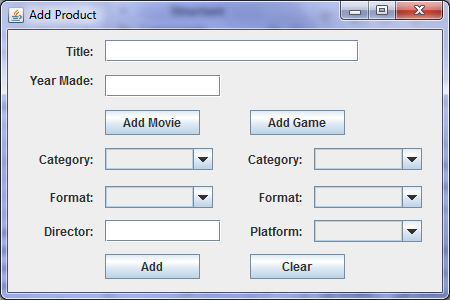 Add Product
Title:
Year Made:
Add Movie Add Game
Category: Category:
Format: Format:
Director: Platform:
Add Clear